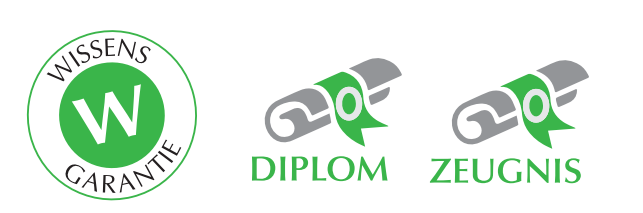 WISSENS
W
GARANTIE
DIPLOM
ZEUGNIS